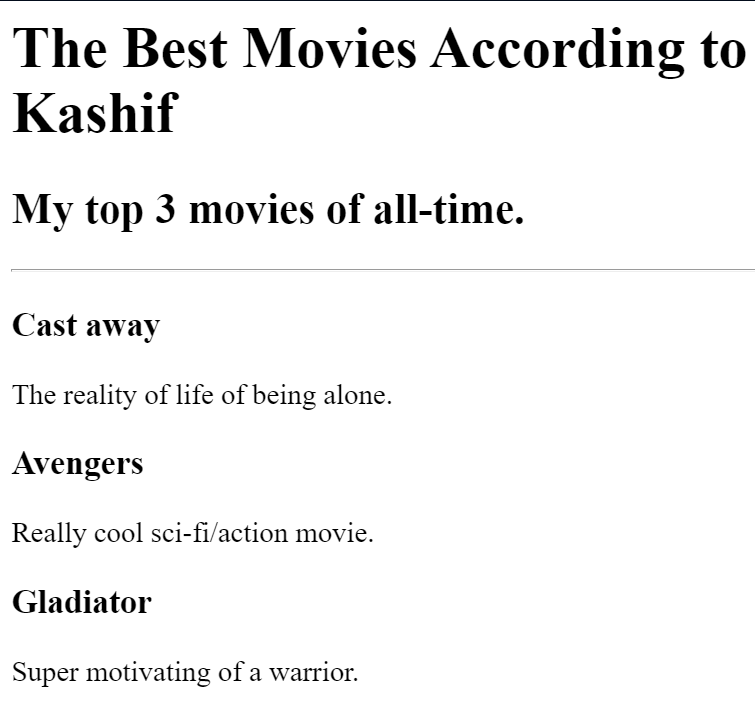 The Best Movies According to
Kashif
My top 3 movies of all-time.
Cast away
The reality of life of being alone.
Avengers
Really cool sci-fi/action movie.
Gladiator
Super motivating of a warrior.